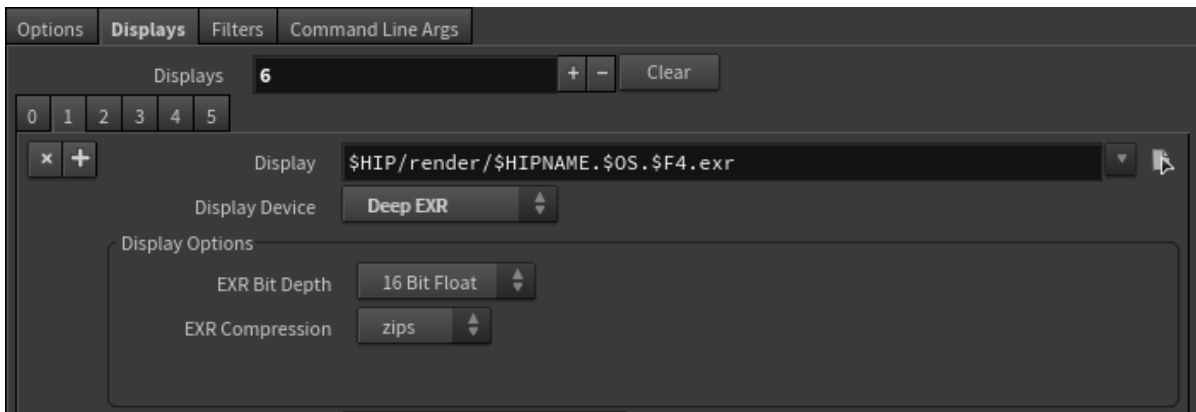 Options Displays Filters Command Line Args
Displays 6 + - Clear
0 1 2 3 4 5
× + Display $HIP/render/$HIPNAME.$OS.$F4.exr
Display Device Deep EXR
Display Options
EXR Bit Depth 16 Bit Float
EXR Compression zips